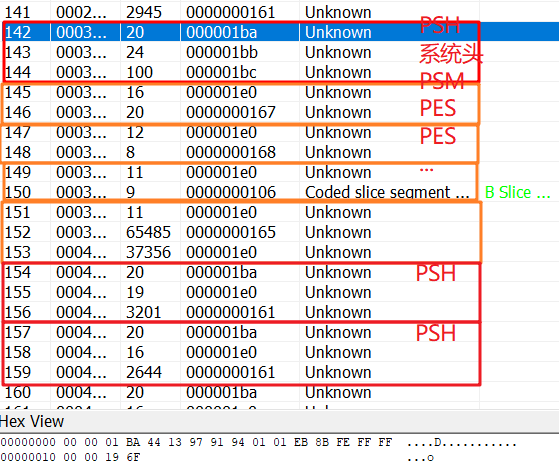 141 0002... 2945 0000000161 Unknown
142 0003... 20 000001ba Unknown PSH
143 0003... 24 000001bb Unknown 系统头
144 0003... 100 000001bc Unknown PSM
145 0003... 16 000001e0 Unknown
146 0003... 20 0000000167 Unknown PES
147 0003... 12 000001e0 Unknown PES
148 0003... 8 0000000168 Unknown
149 0003... 11 000001e0 Unknown ...
150 0003... 9 0000000106 Coded slice segment ... B Slice ...
151 0003... 11 000001e0 Unknown
152 0003... 65485 0000000165 Unknown
153 0004... 37356 000001e0 Unknown
154 0004... 20 000001ba Unknown PSH
155 0004... 19 000001e0 Unknown
156 0004... 3201 0000000161 Unknown
157 0004... 20 000001ba Unknown PSH
158 0004... 16 000001e0 Unknown
159 0004... 2644 0000000161 Unknown
160 0004... 20 000001ba Unknown
Hex View
00000000 00 00 01 BA 44 13 97 91 94 01 01 EB 8B FE FF FF ....D...........
00000010 00 00 19 6F ...o